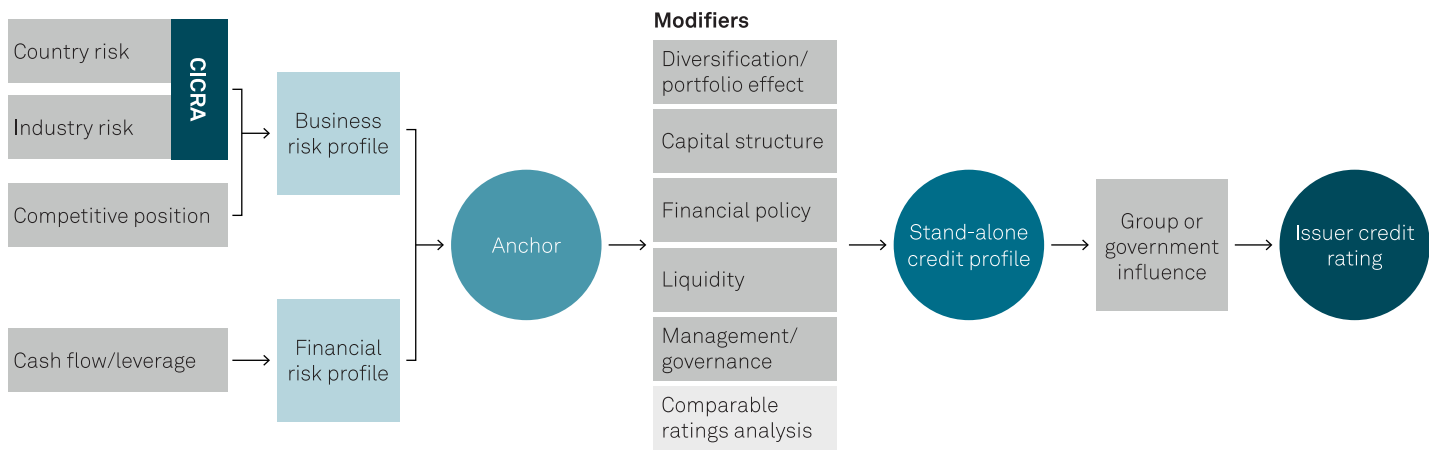 Country risk
Industry risk
CICRA
Competitive position
Cash flow/leverage
Business
risk profile
Financial
risk profile
Anchor
Modifiers
Diversification/
portfolio effect
Capital structure
Financial policy
Liquidity
Management/
governance
Comparable
ratings analysis
Stand-alone
credit profile
Group or
government
influence
Issuer credit
rating